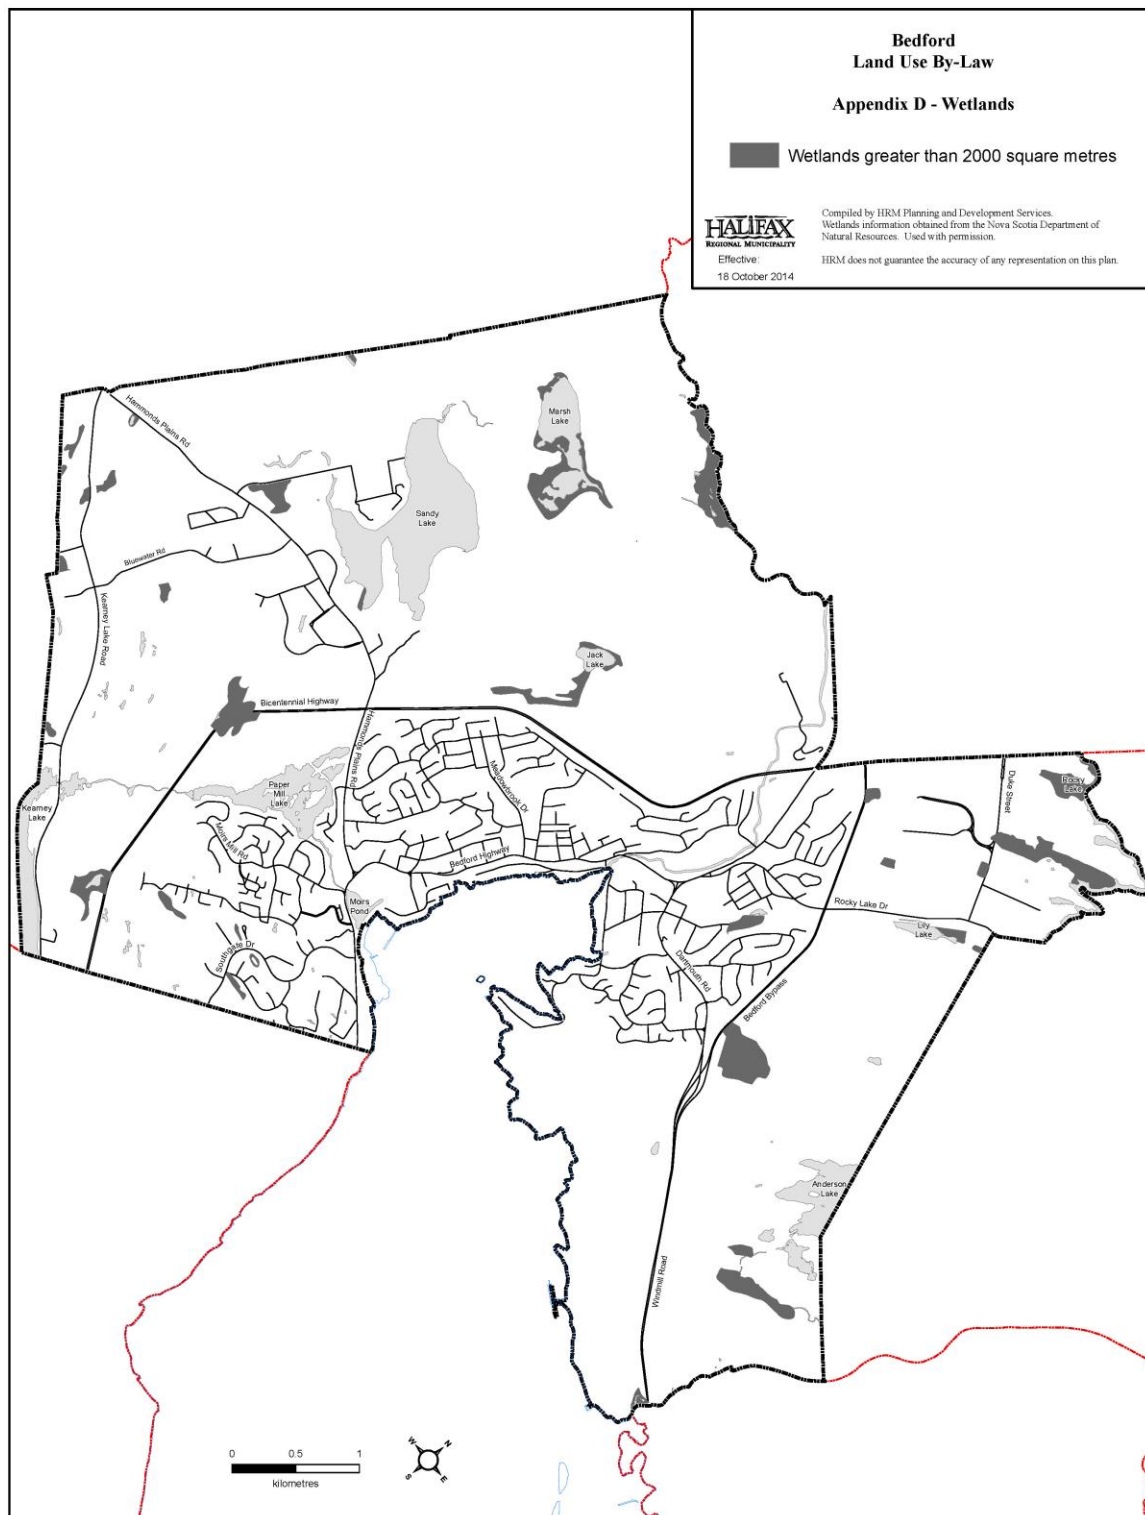 Bedford
Land Use By-Law
Appendix D - Wetlands
Wetlands greater than 2000 square metres
HALIFAX
REGIONAL MUNICIPALITY
Effective:
18 October 2014
Compiled by HRM Planning and Development Services.
Wetlands information obtained from the Nova Scotia Department of
Natural Resources. Used with permission.
HRM does not guarantee the accuracy of any representation on this plan.
Hammonds Plains Rd
Marsh
Lake
Sandy
Lake
Bluewater Rd
Kearney Lake Road
Jack
Lake
Bicentennial Highway
Hammonds Plains Rd
Meadowbrook Dr
Paper
Mill
Lake
Kearney
Lake
Moirs Mill Rd
Bedford Highway
Duke Street
Rocky
Lake
Moirs
Pond
Rocky Lake Dr
Lily
Lake
Southgate Dr
Dartmouth Rd
Bedford Bypass
Anderson
Lake
Windmill Road
0 0.5 1
kilometres
W N
S E